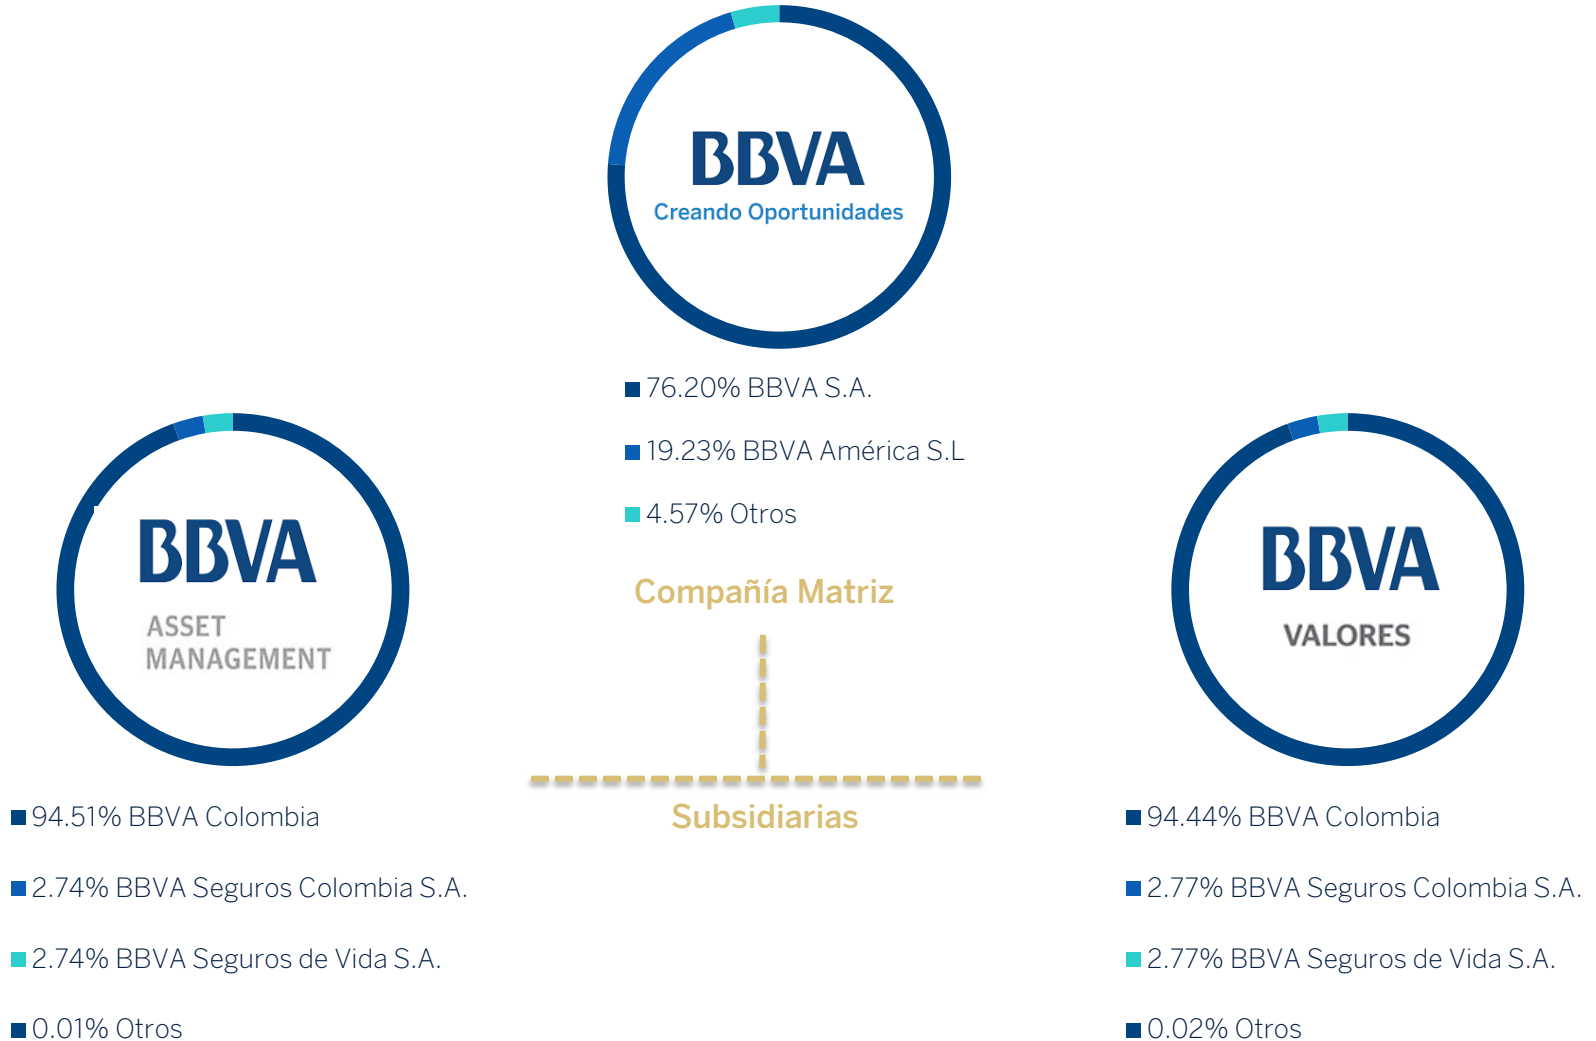 BBVA
Creando Oportunidades
76.20% BBVA S.A.
19.23% BBVA América S.L
4.57% Otros
Compañía Matriz
Subsidiarias
BBVA
ASSET
MANAGEMENT
94.51% BBVA Colombia
2.74% BBVA Seguros Colombia S.A.
2.74% BBVA Seguros de Vida S.A.
0.01% Otros
BBVA
VALORES
94.44% BBVA Colombia
2.77% BBVA Seguros Colombia S.A.
2.77% BBVA Seguros de Vida S.A.
0.02% Otros